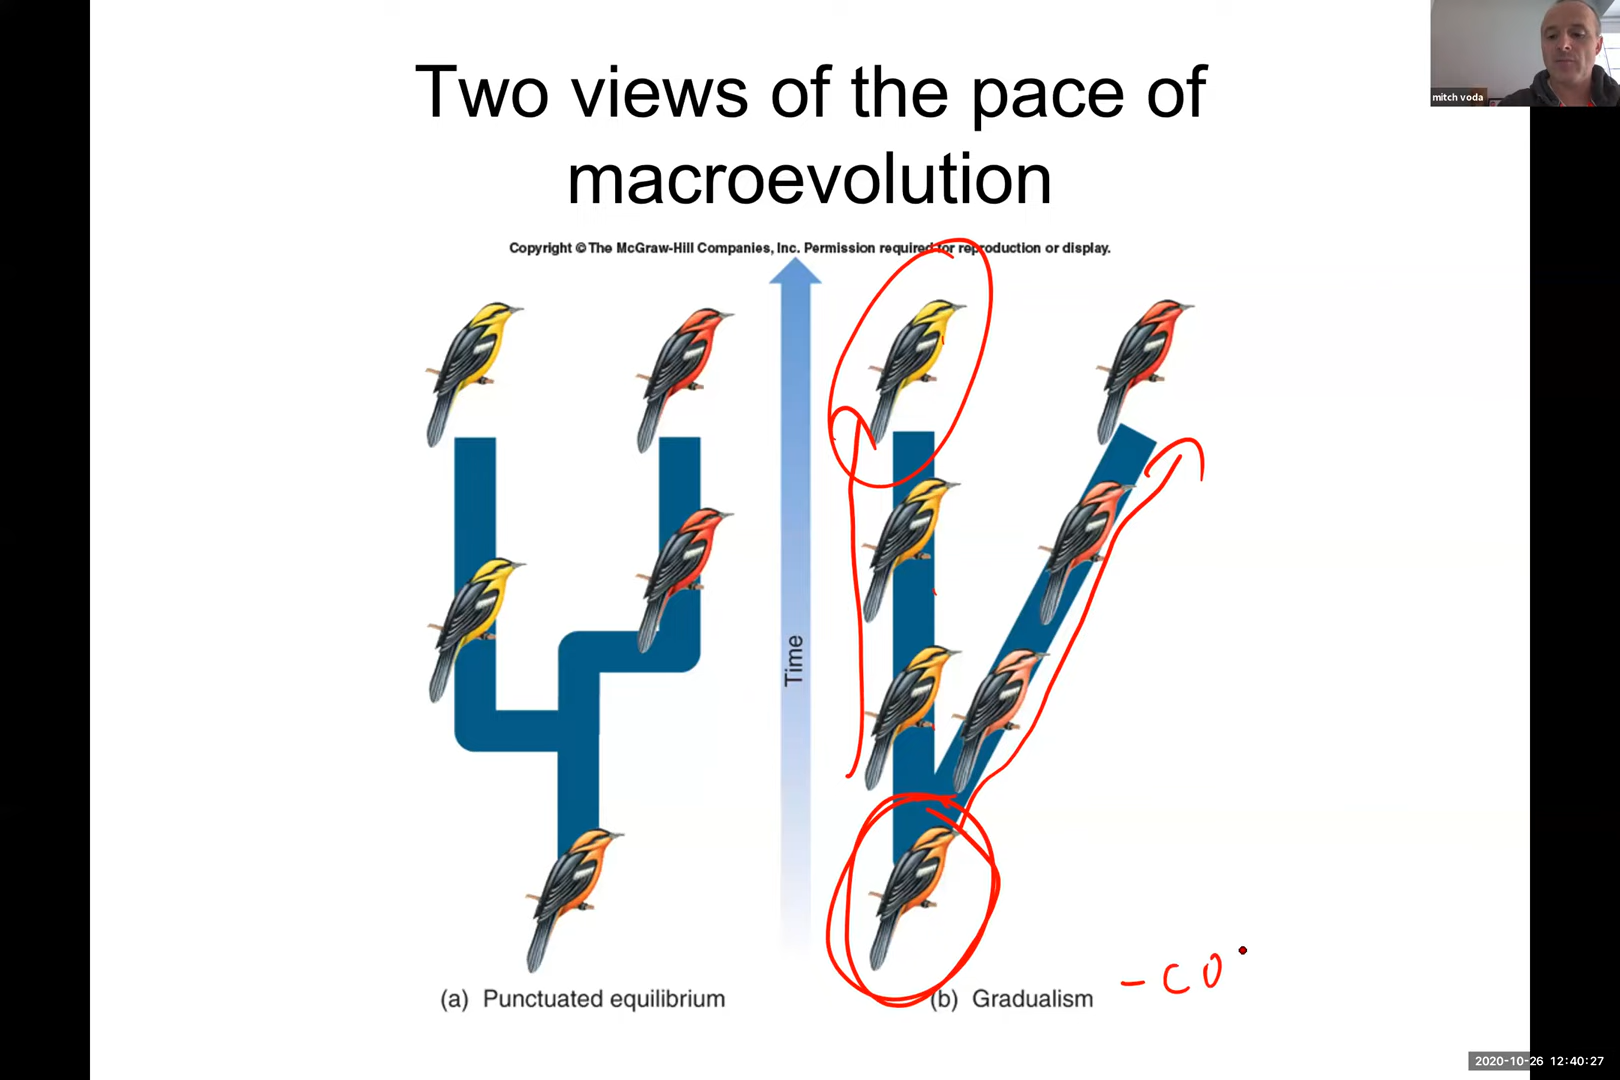 Two views of the pace of
macroevolution
mitch voda
Copyright © The McGraw-Hill Companies, Inc. Permission required for reproduction or display.
Time
(a) Punctuated equilibrium
(b) Gradualism
- CO
2020-10-26 12:40:27